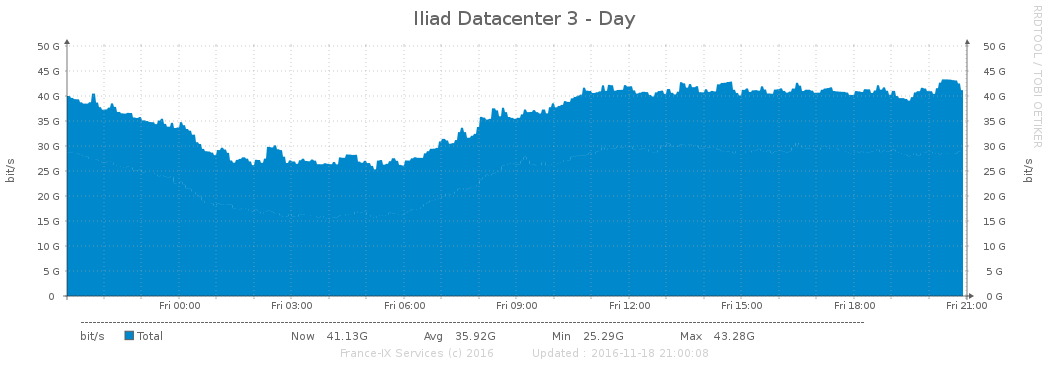 Iliad Datacenter 3 - Day
RRDTOOL / TOBI OETIKER
50 G 50 G
45 G 45 G
40 G 40 G
35 G 35 G
30 G 30 G
25 G 25 G
20 G 20 G
15 G 15 G
10 G 10 G
5 G 5 G
0 0 G
bit/s
bit/s
Fri 00:00 Fri 03:00 Fri 06:00 Fri 09:00 Fri 12:00 Fri 15:00 Fri 18:00 Fri 21:00
bit/s Total Now 41.13G Avg 35.92G Min 25.29G Max 43.28G
France-IX Services (c) 2016 Updated : 2016-11-18 21:00:08